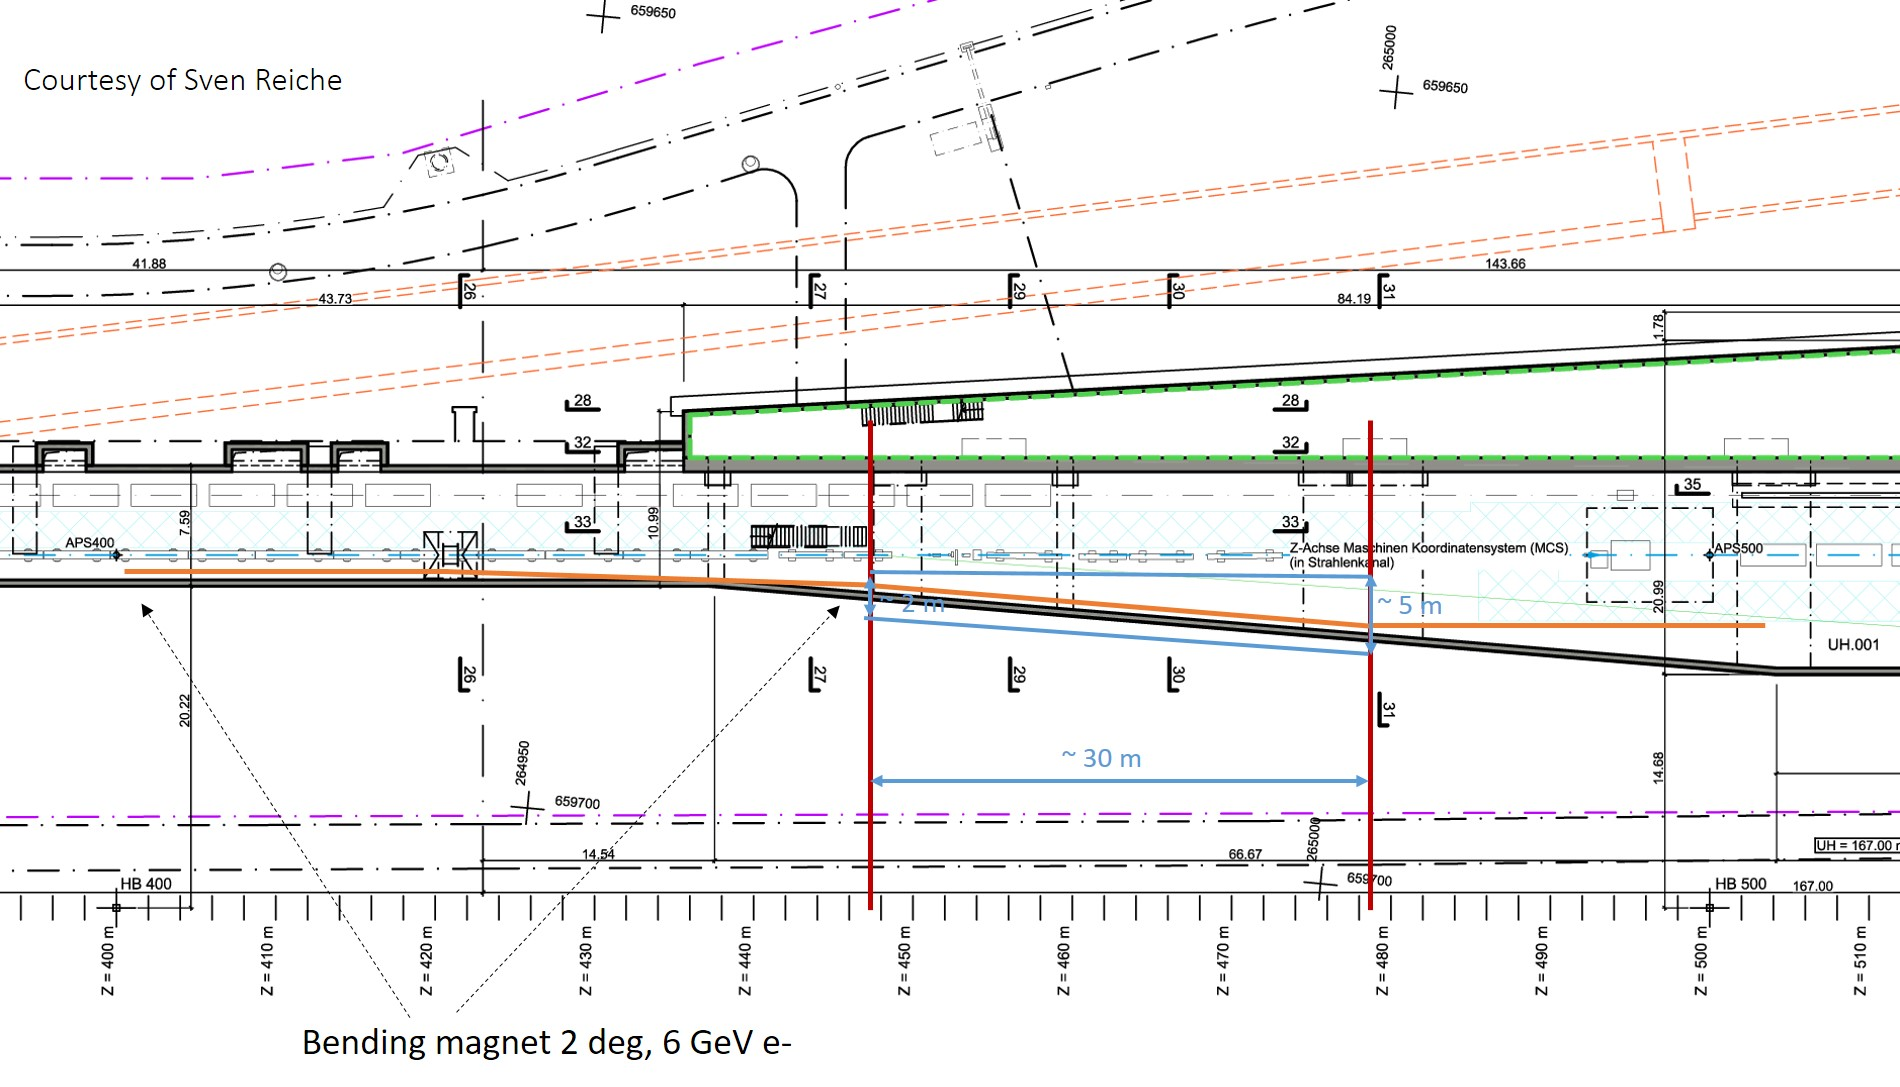 659650
Courtesy of Sven Reiche
265000
659650
41.88
143.66
43.73
84.19
26
27
29
30
31
1.78
28
28
32
32
35
7.59
10.99
33
33
APS400
Z-Achse Maschinen Koordinatensystem (MCS)
(in Strahlenkanal)
APS500
~ 2 m
~ 5 m
20.99
UH.001
26
27
29
30
31
20.22
264950
659700
~ 30 m
14.68
265000
14.54
66.67
UH = 167.00 m
HB 400
659700
HB 500
167.00
Z = 400 m
Z = 410 m
Z = 420 m
Z = 430 m
Z = 440 m
Z = 450 m
Z = 460 m
Z = 470 m
Z = 480 m
Z = 490 m
Z = 500 m
Z = 510 m
Bending magnet 2 deg, 6 GeV e-